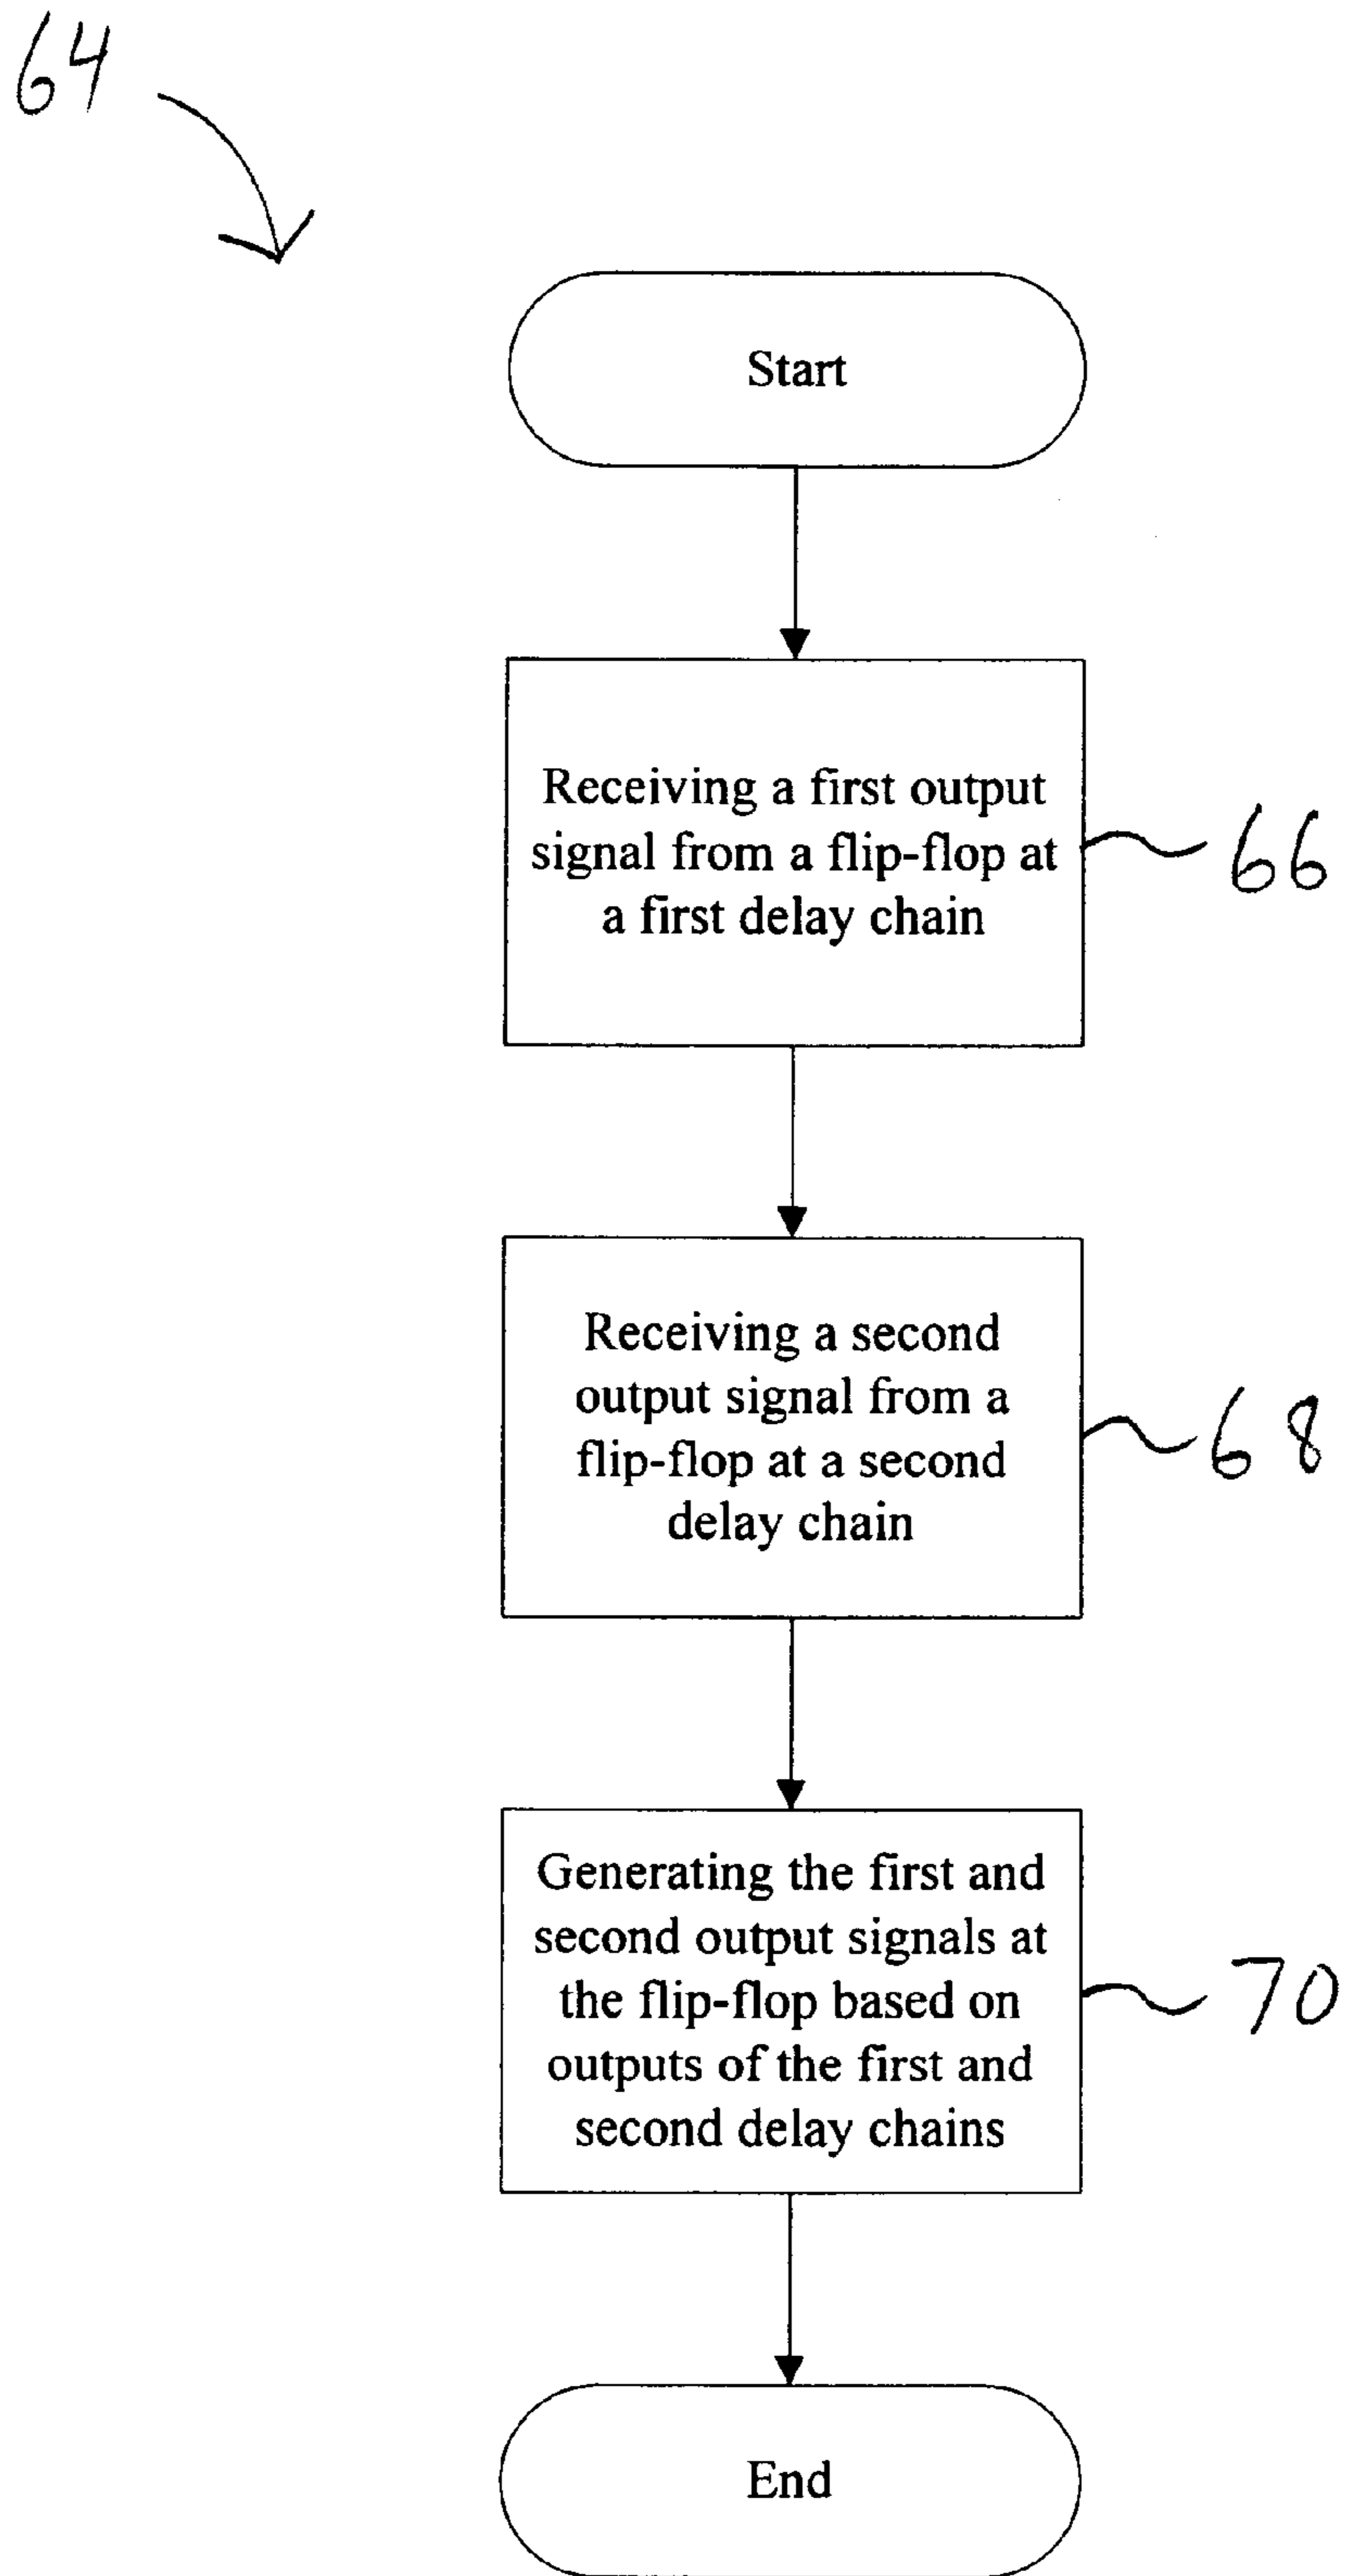 64
Start
Receiving a first output
signal from a flip-flop at
a first delay chain
66
Receiving a second
output signal from a
flip-flop at a second
delay chain
68
Generating the first and
second output signals at
the flip-flop based on
outputs of the first and
second delay chains
70
End